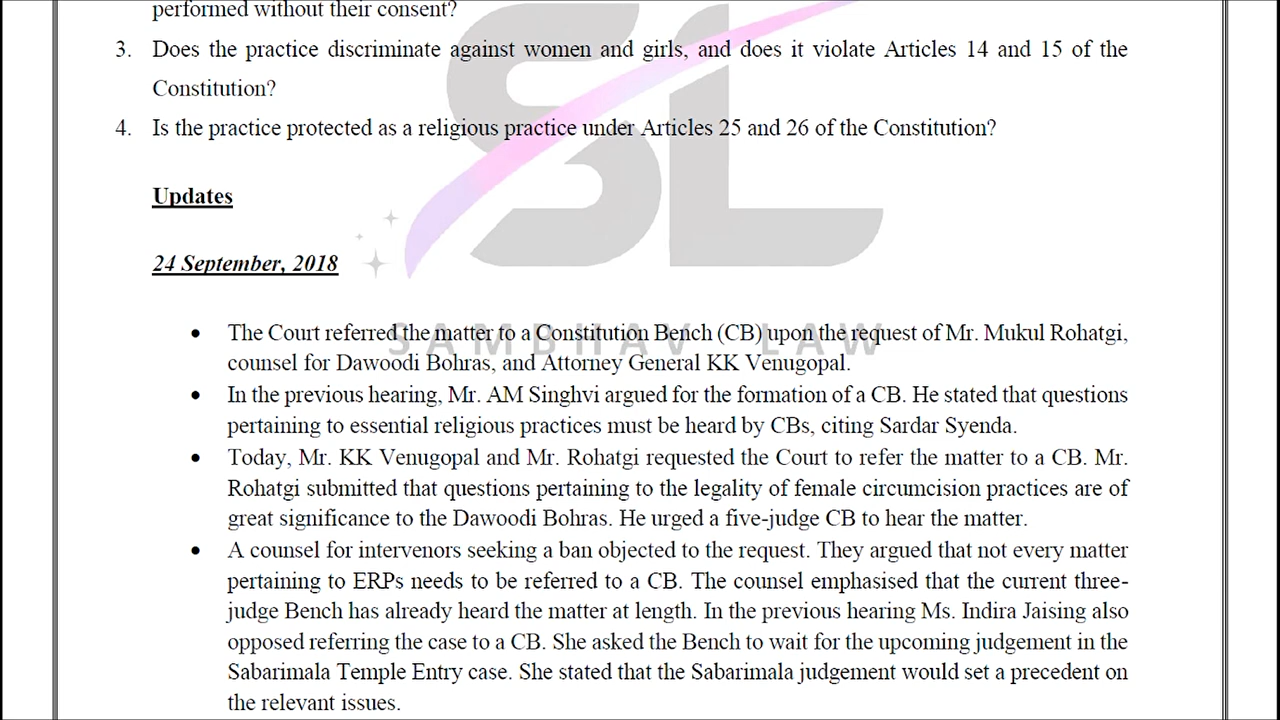 performed without their consent?
3. Does the practice discriminate against women and girls, and does it violate Articles 14 and 15 of the
Constitution?
4. Is the practice protected as a religious practice under Articles 25 and 26 of the Constitution?
Updates
24 September, 2018
SAMBHAV LAW
• The Court referred the matter to a Constitution Bench (CB) upon the request of Mr. Mukul Rohatgi,
counsel for Dawoodi Bohras, and Attorney General KK Venugopal.
• In the previous hearing, Mr. AM Singhvi argued for the formation of a CB. He stated that questions
pertaining to essential religious practices must be heard by CBs, citing Sardar Syenda.
• Today, Mr. KK Venugopal and Mr. Rohatgi requested the Court to refer the matter to a CB. Mr.
Rohatgi submitted that questions pertaining to the legality of female circumcision practices are of
great significance to the Dawoodi Bohras. He urged a five-judge CB to hear the matter.
• A counsel for intervenors seeking a ban objected to the request. They argued that not every matter
pertaining to ERPs needs to be referred to a CB. The counsel emphasised that the current three-
judge Bench has already heard the matter at length. In the previous hearing Ms. Indira Jaising also
opposed referring the case to a CB. She asked the Bench to wait for the upcoming judgement in the
Sabarimala Temple Entry case. She stated that the Sabarimala judgement would set a precedent on
the relevant issues.
SL